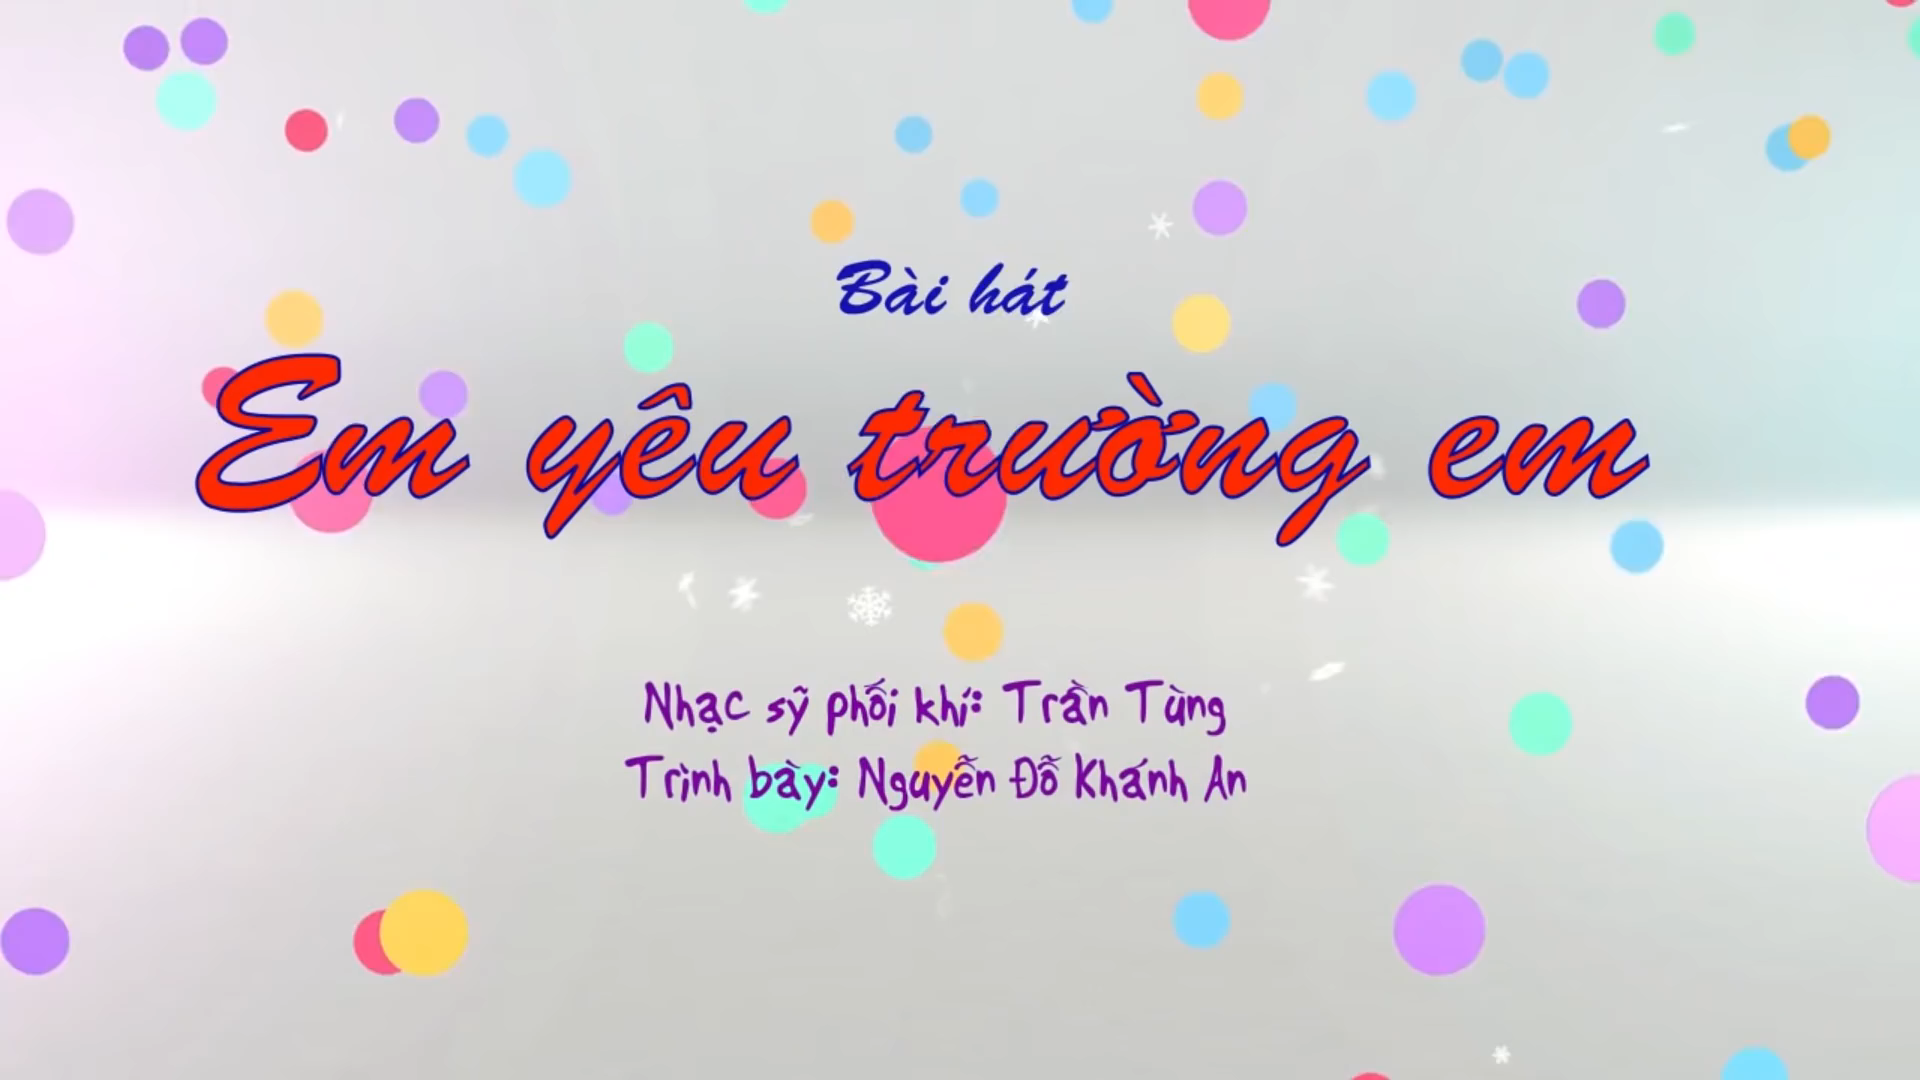 Bài hát
Em yêu trường em
Nhạc sỹ phối khí: Trần Tùng
Trình bày: Nguyễn Đỗ Khánh An